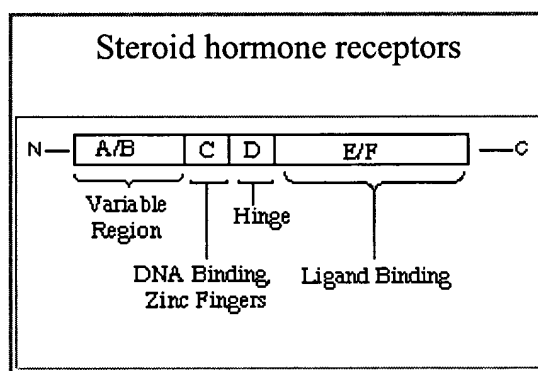 Steroid hormone receptors
N A/B C D E/F C
Variable
Region
Hinge
DNA Binding,
Zinc Fingers
Ligand Binding